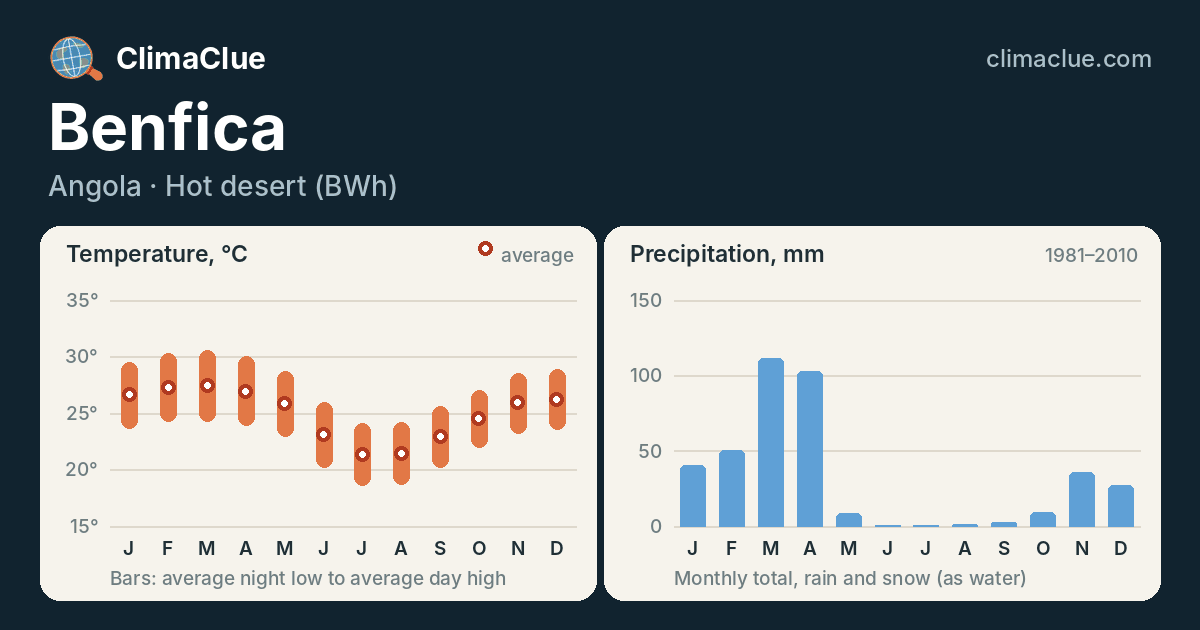 ClimaClue
climaclue.com
Benfica
Angola · Hot desert (BWh)
Temperature, °C
average
35°
30°
25°
20°
15°
J F M A M J J A S O N D
Bars: average night low to average day high
Precipitation, mm
1981–2010
150
100
50
0
J F M A M J J A S O N D
Monthly total, rain and snow (as water)